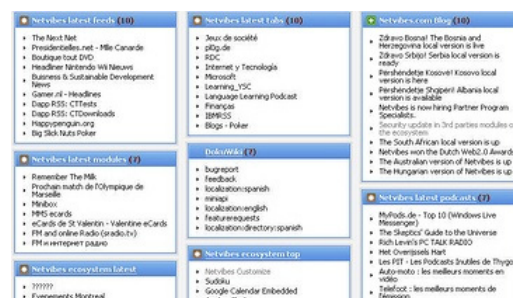 Netvibes latest feeds (10)
The Next Net
Presidentielles.net - Mlle Canarde
Boutique tout DVD
Headliner Nintendo Wii Nieuws
Buisness & Sustainable Development
News
Gamer.nl - Headlines
Dapp RSS: CTTests
Dapp RSS: CTDownloads
Happypenguin.org
Big Slick Nuts Poker
Netvibes latest modules (7)
Remember The Milk
Prochain match de l'Olympique de
Marseille
Minibox
MMS ecards
eCards de St Valentin - Valentine eCards
FM and online Radio (sradio.tv)
FM и интернет радио
Netvibes ecosystem latest
??????
Evenements Montreal
Netvibes latest tabs (10)
Jeux de société
pl0g.de
RDC
Internet y Tecnología
Microsoft
Learning_YSC
Language Learning Podcast
Finanças
IBMRSS
Blogs - Poker
DokuWiki (7)
bugreport
feedback
localization:spanish
miniapi
localization:english
featurerequests
localization:directory:spanish
Netvibes ecosystem top
Netvibes Customize
Sudoku
Google Calendar Embedded
Netvibes.com Blog (10)
Zdravo Bosna! The Bosnia and
Herzegovina local version is live
Zdravo Srbijo! Serbia local version is
ready
Përshendetje Kosove! Kosovo local
version is here
Përshëndetje Shqipëri! Albania local
version is available
Netvibes is now hiring Partner Program
Specialists.
Security update in 3rd parties modules o
the ecosystem
The South African local version is up
Netvibes won the Dutch Web2.0 Awards
The Australian version of Netvibes is up
The Hungarian version of Netvibes is up
Netvibes latest podcasts (7)
MyPods.de - Top 10 (Windows Live
Messenger)
The Skeptics' Guide to the Universe
Rich Levin's PC TALK RADIO
Het Overijssels Hart
Les PIT - Les Podcasts Inutiles de Thygo
Auto-moto : les meilleurs moments en
vidéo
Telefoot : les meilleurs moments de
l'émission